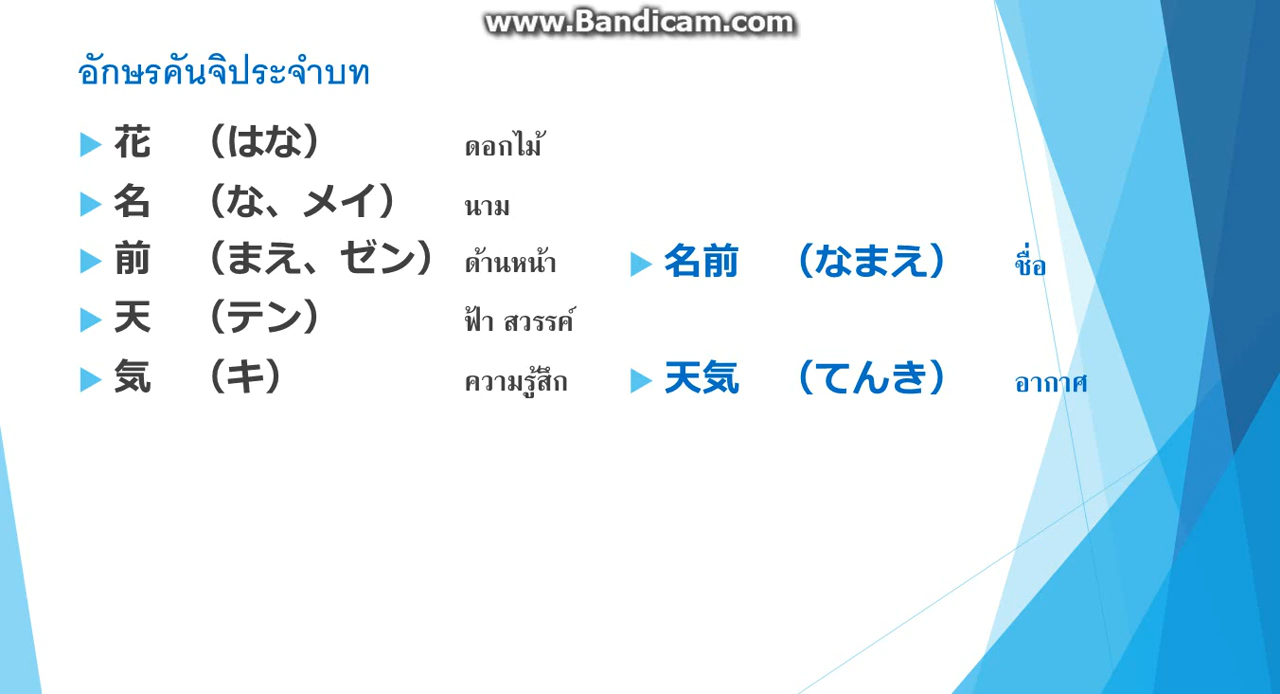 www.Bandicam.com
อักษรคันจิประจำบท
花 （はな） ดอกไม้
名 （な、メイ） นาม
前 （まえ、ゼン） ด้านหน้า 名前 （なまえ） ชื่อ
天 （テン） ฟ้า สวรรค์
気 （キ） ความรู้สึก 天気 （てんき） อากาศ